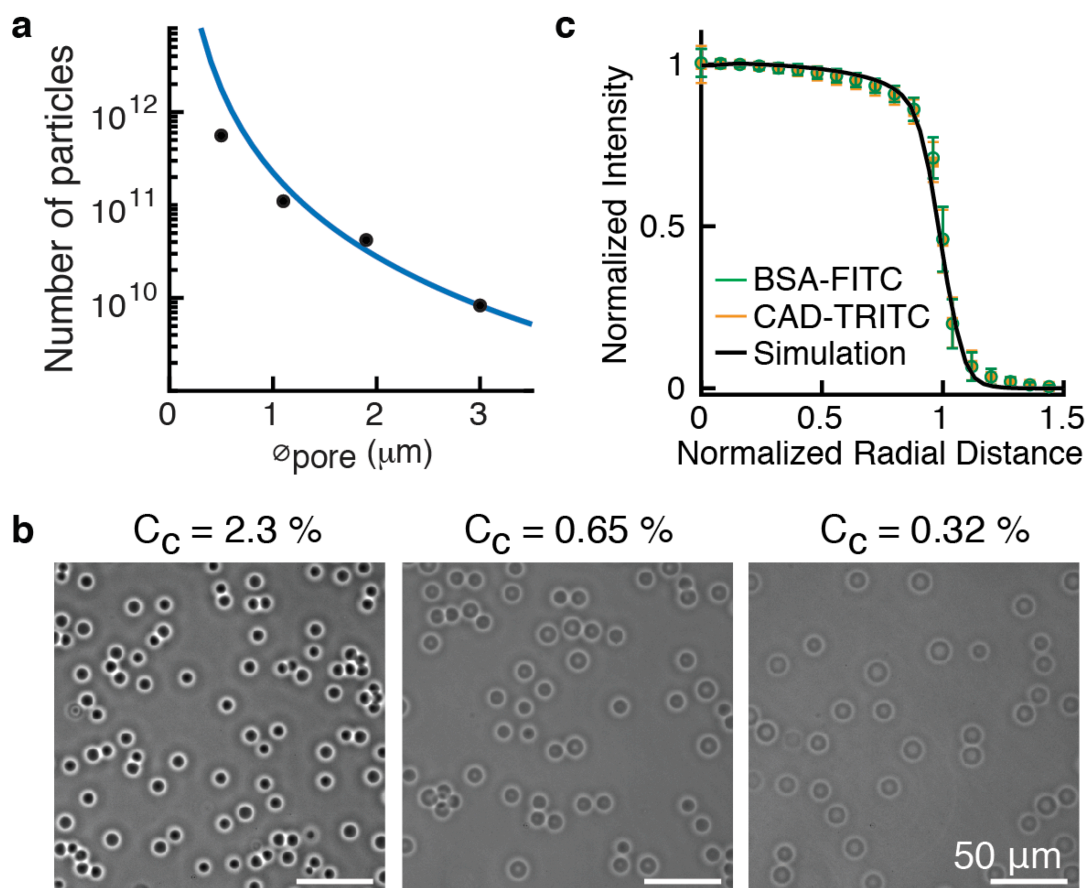 a
Number of particles
10^12
10^11
10^10
0 1 2 3
⌀pore (μm)
c
Normalized Intensity
1
0.5
0
BSA-FITC
CAD-TRITC
Simulation
0 0.5 1 1.5
Normalized Radial Distance
b
C_C = 2.3 %
C_C = 0.65 %
C_C = 0.32 %
50 μm